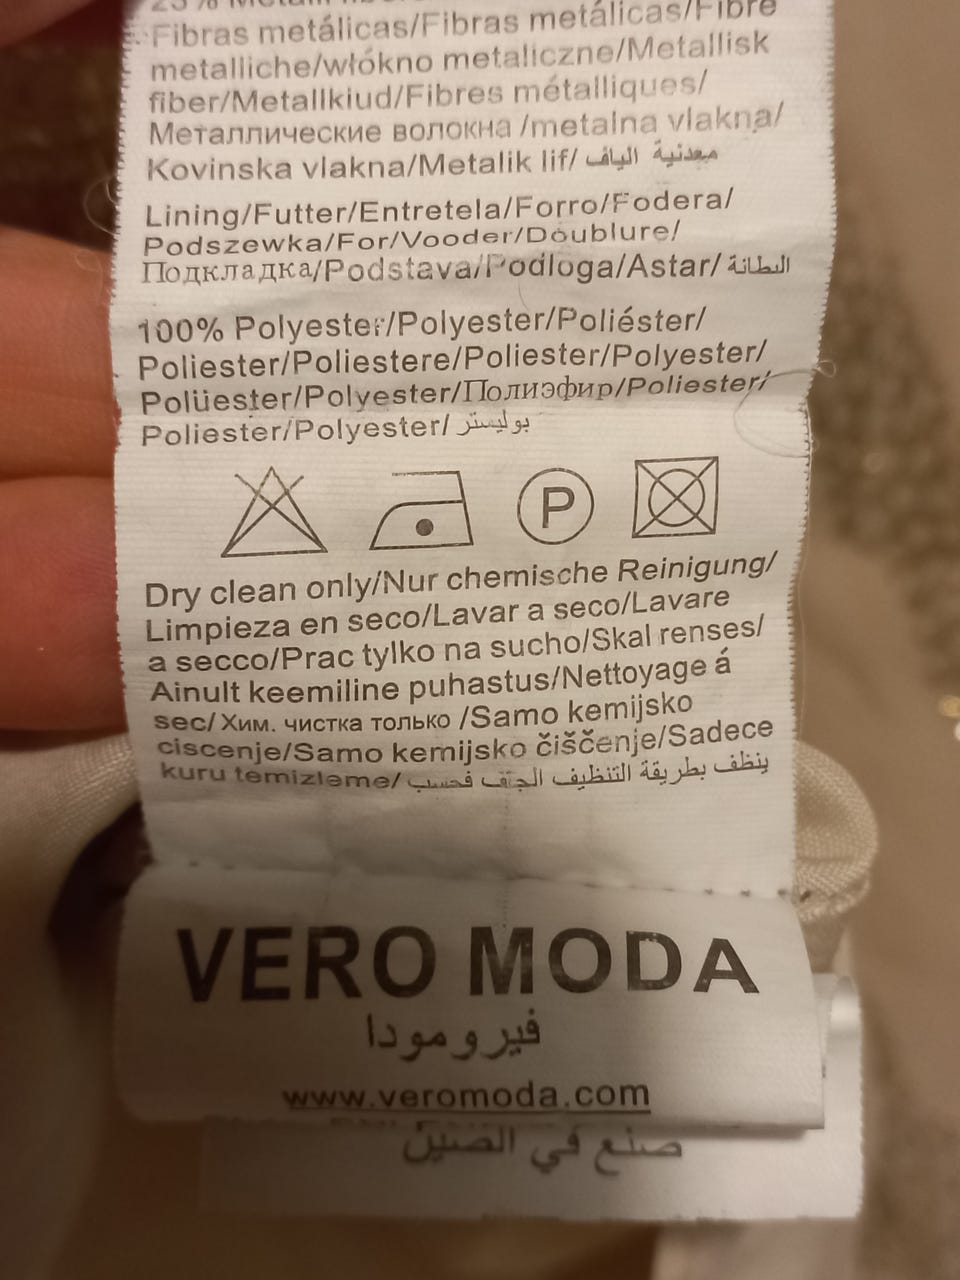 Fibras metálicas/Fibras metálicas/Fibre
metalliche/włókno metaliczne/Metallisk
fiber/Metallkiud/Fibres métalliques/
Металлические волокна /metalna vlakna/
Kovinska vlakna/Metalik lif/ معدنية الياف
Lining/Futter/Entretela/Forro/Fodera/
Podszewka/For/Vooder/Doublure/
Подкладка/Podstava/Podloga/Astar/ البطانة
100% Polyester/Polyester/Poliéster/
Poliester/Poliestere/Poliester/Polyester/
Polüester/Polyester/Полиэфир/Poliester/
Poliester/Polyester/ بوليستر
P
Dry clean only/Nur chemische Reinigung/
Limpieza en seco/Lavar a seco/Lavare
a secco/Prac tylko na sucho/Skal renses/
Ainult keemiline puhastus/Nettoyage á
sec/ Хим. чистка только /Samo kemijsko
ciscenje/Samo kemijsko čiščenje/Sadece
kuru temizleme/ ينظف بطريقة التنظيف الجاف
VERO MODA
فيرو مودا
www.veromoda.com
صنع في الصين